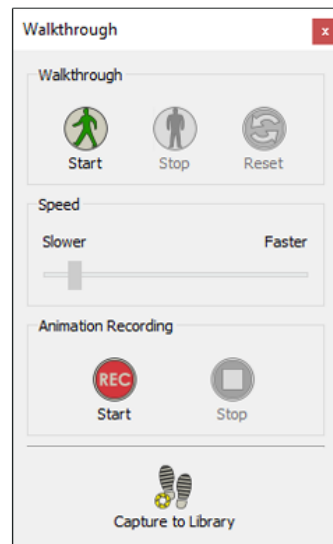 Walkthrough
x
Walkthrough
Start Stop Reset
Speed
Slower Faster
Animation Recording
REC
Start Stop
Capture to Library